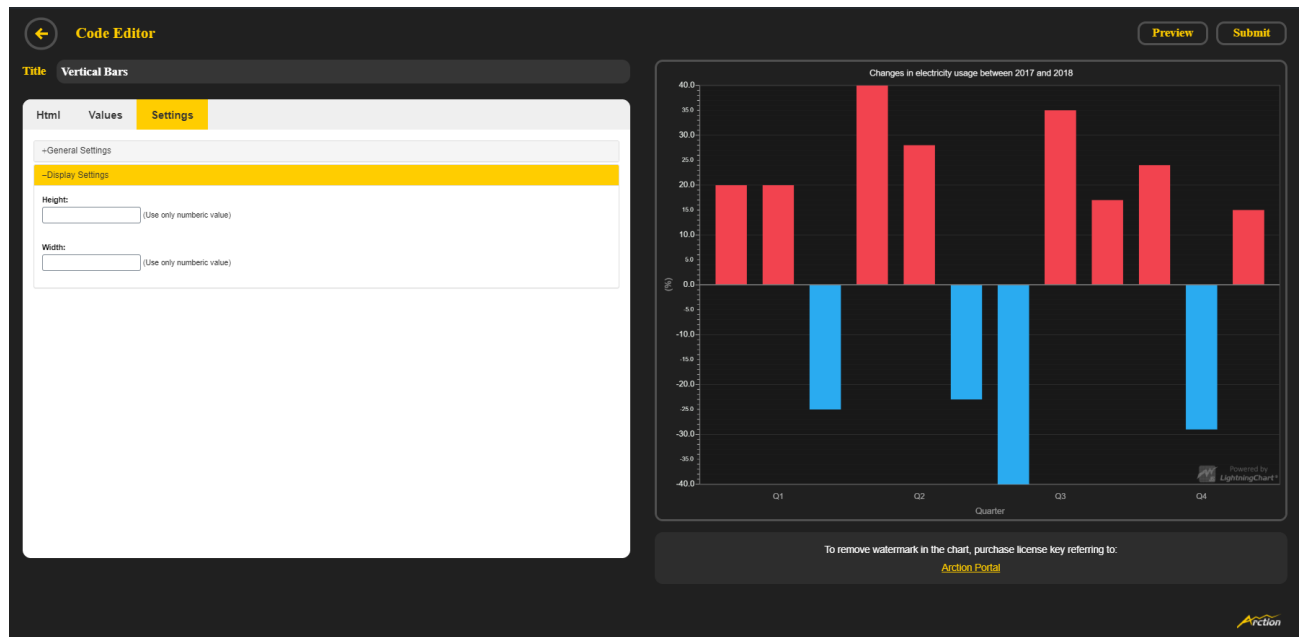 Code Editor
Preview
Submit
Title
Vertical Bars
Html
Values
Settings
+General Settings
–Display Settings
Height:
(Use only numberic value)
Width:
(Use only numberic value)
Changes in electricity usage between 2017 and 2018
40.0
35.0
30.0
25.0
20.0
15.0
10.0
5.0
0.0
-5.0
-10.0
-15.0
-20.0
-25.0
-30.0
-35.0
-40.0
(%)
Q1 Q2 Q3 Q4
Quarter
Powered by
LightningChart®
To remove watermark in the chart, purchase license key referring to:
Arction Portal
Arction